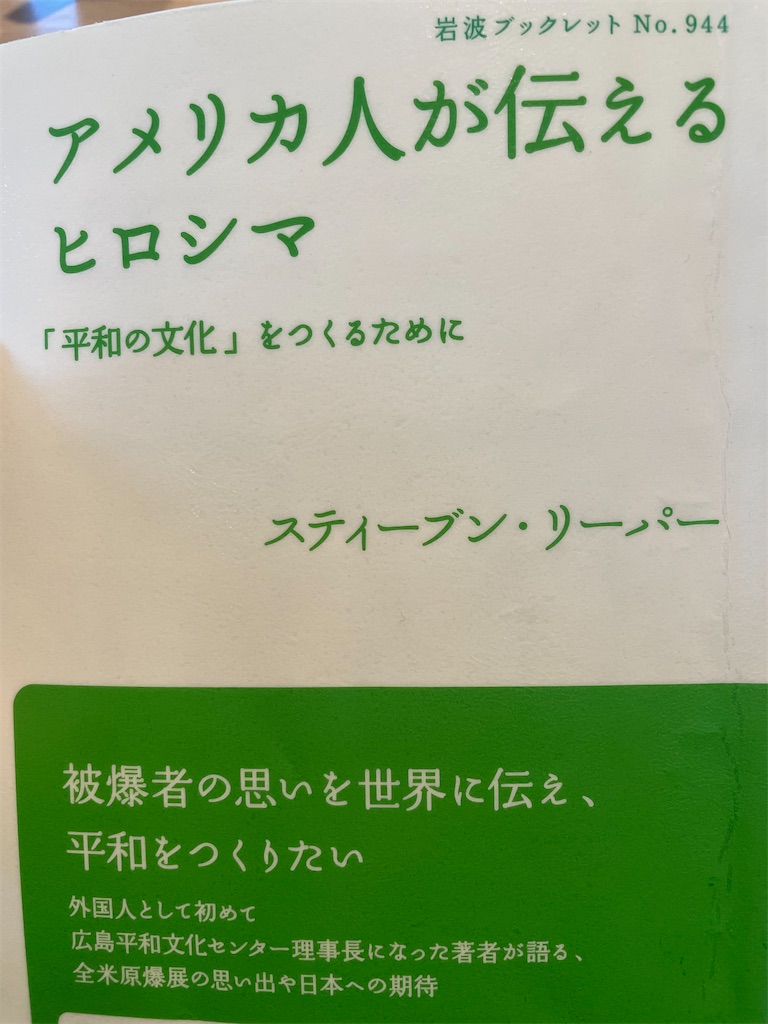 岩波ブックレット No.944
アメリカ人が伝える
ヒロシマ
「平和の文化」をつくるために
スティーブン・リーパー
被爆者の思いを世界に伝え、
平和をつくりたい
外国人として初めて
広島平和文化センター理事長になった著者が語る、
全米原爆展の思い出や日本への期待